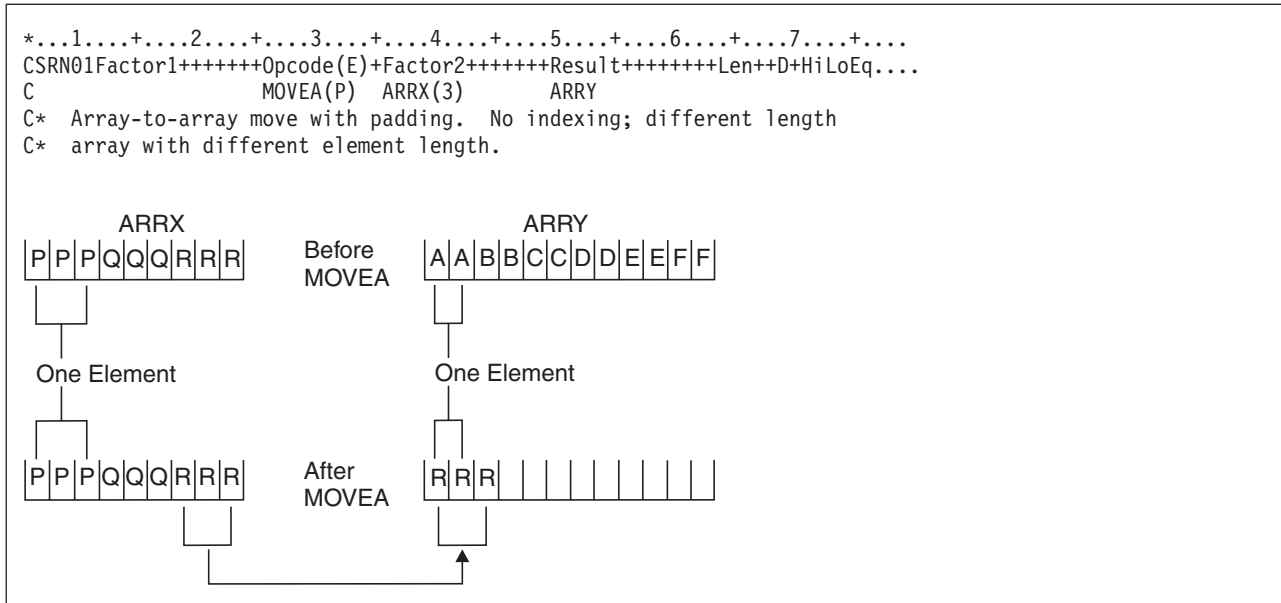 *...1....+....2....+....3....+....4....+....5....+....6....+....7....+....
CSRN01Factor1+++++++Opcode(E)+Factor2+++++++Result++++++++Len++D+HiLoEq....
C                   MOVEA(P)  ARRX(3)       ARRY
C*  Array-to-array move with padding.  No indexing; different length
C*  array with different element length.
ARRX ARRY
P P P Q Q Q R R R Before MOVEA A A B B C C D D E E F F
One Element One Element
P P P Q Q Q R R R After MOVEA R R R